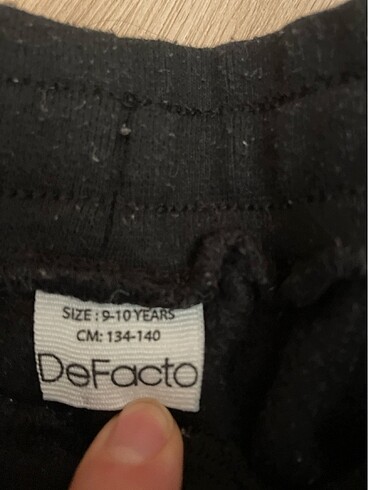 SIZE : 9-10 YEARS
CM: 134-140
DeFacto